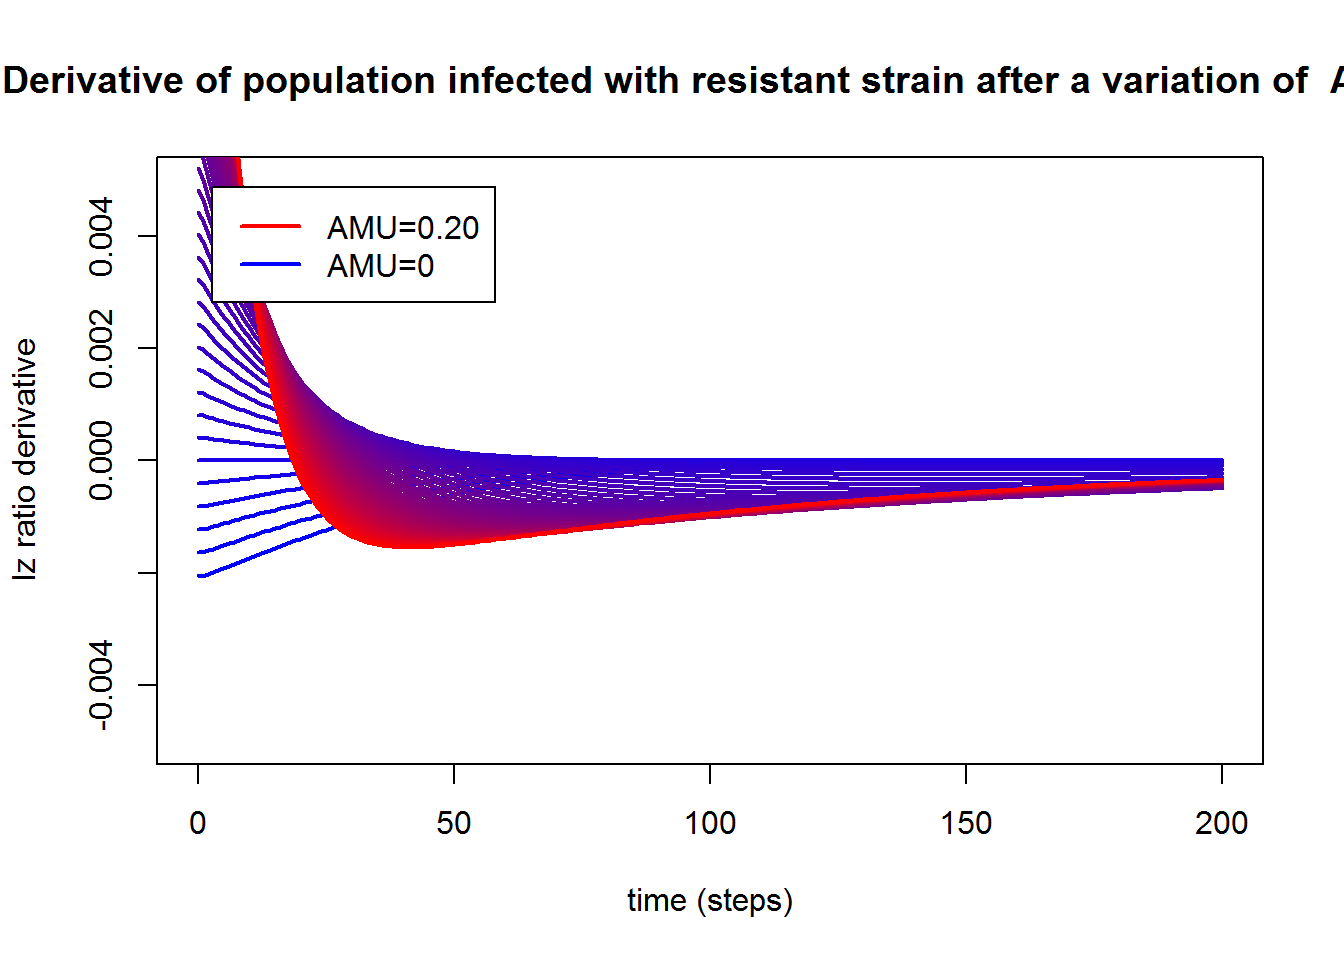 Derivative of population infected with resistant strain after a variation of A
AMU=0.20
AMU=0
Iz ratio derivative
0.004
0.002
0.000
-0.004
0
50
100
150
200
time (steps)